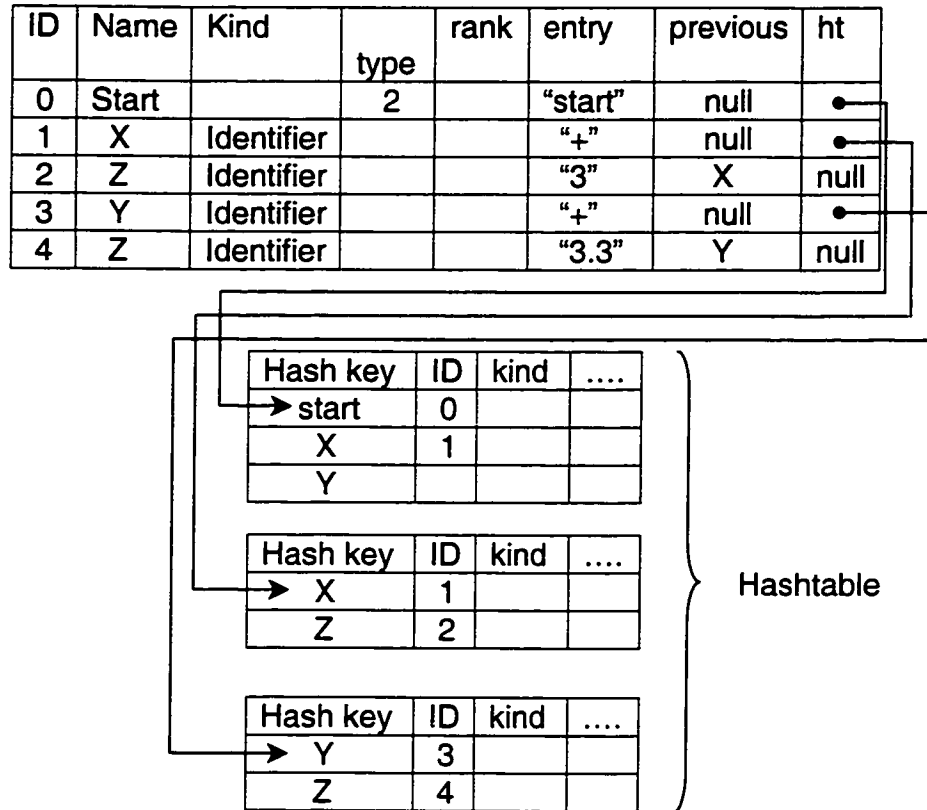 ID Name Kind type rank entry previous ht
0 Start 2 “start” null
1 X Identifier “+” null
2 Z Identifier “3” X null
3 Y Identifier “+” null
4 Z Identifier “3.3” Y null
Hash key ID kind ....
start 0
X 1
Y
Hash key ID kind ....
X 1
Z 2
Hashtable
Hash key ID kind ....
Y 3
Z 4